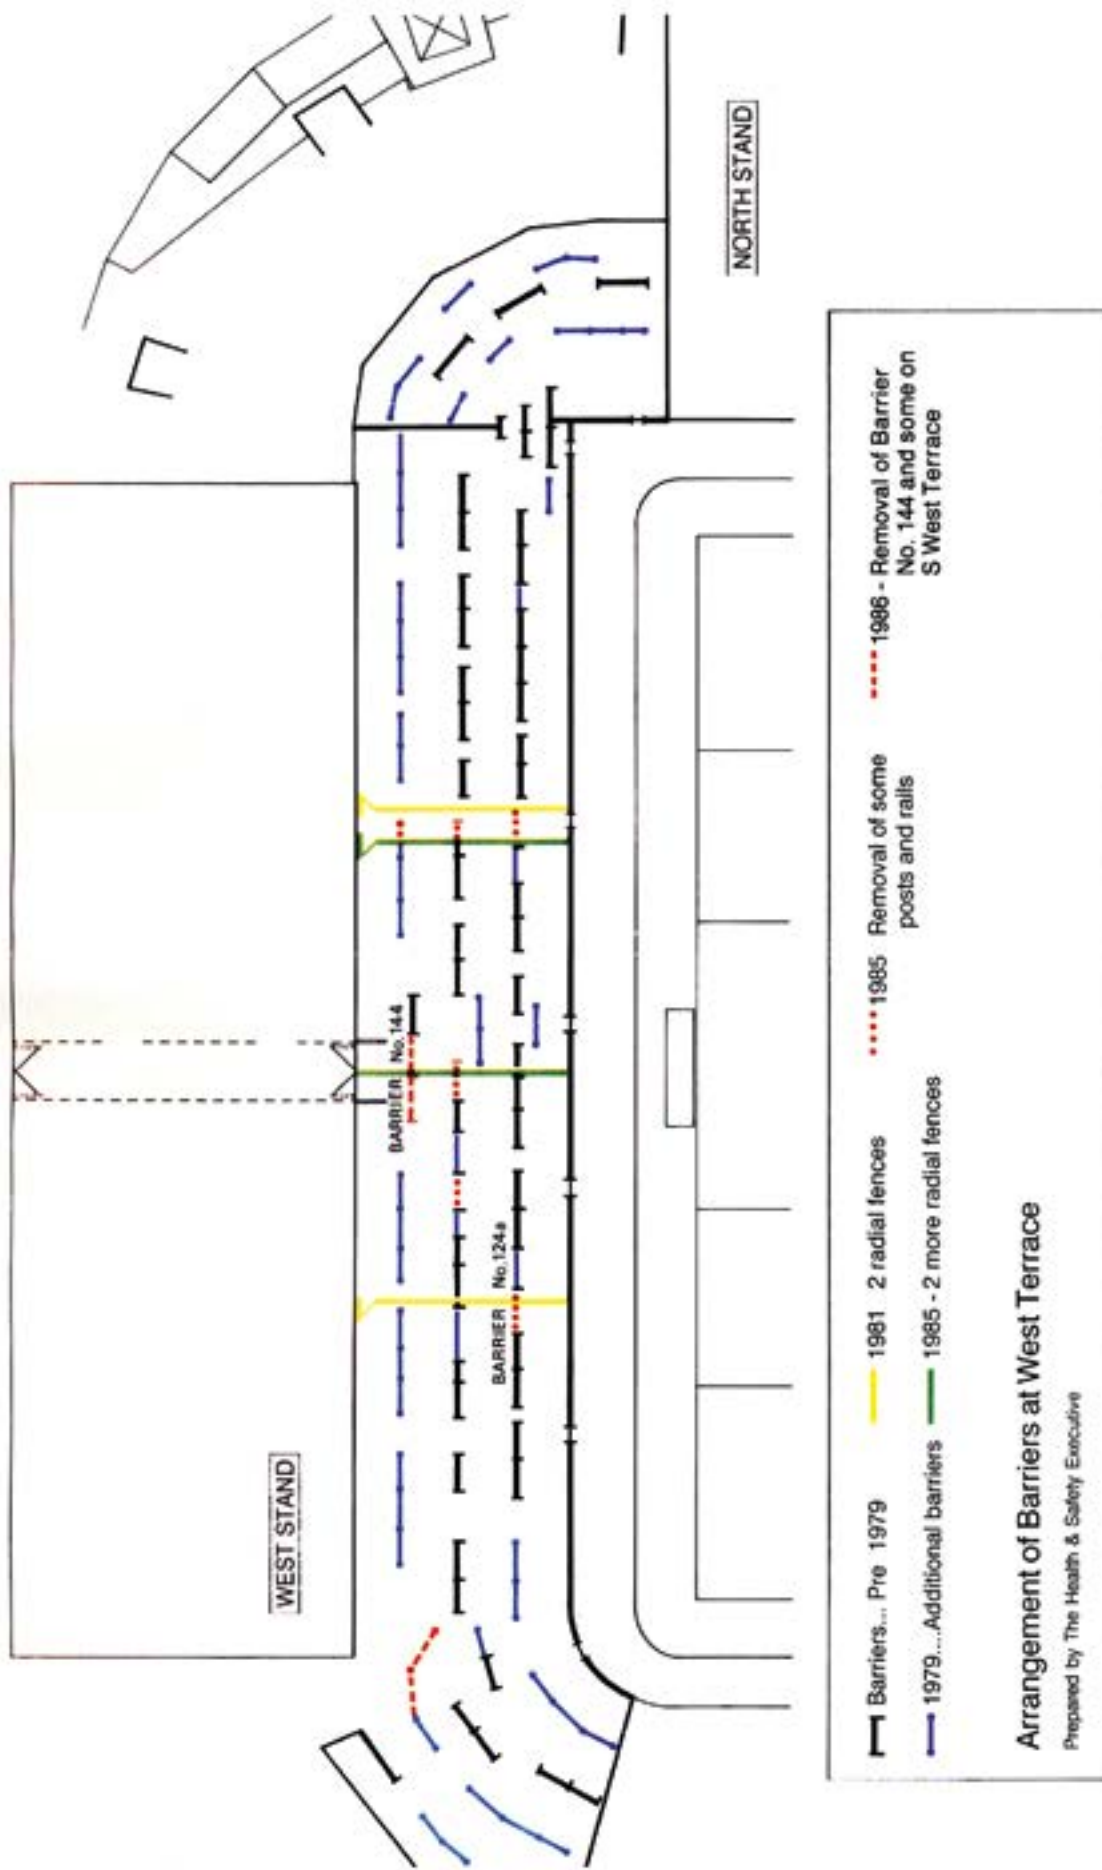 WEST STAND
NORTH STAND
BARRIER No.144
BARRIER No.124a
Barriers... Pre 1979
1979....Additional barriers
1981 2 radial fences
1985 - 2 more radial fences
1985 Removal of some
posts and rails
1986 - Removal of Barrier
No. 144 and some on
S West Terrace
Arrangement of Barriers at West Terrace
Prepared by The Health & Safety Executive